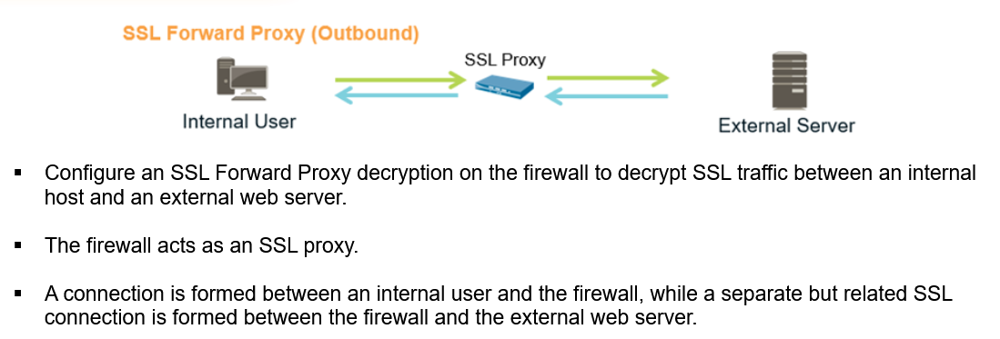 SSL Forward Proxy (Outbound)
SSL Proxy
Internal User
External Server
▪ Configure an SSL Forward Proxy decryption on the firewall to decrypt SSL traffic between an internal
host and an external web server.
▪ The firewall acts as an SSL proxy.
▪ A connection is formed between an internal user and the firewall, while a separate but related SSL
connection is formed between the firewall and the external web server.